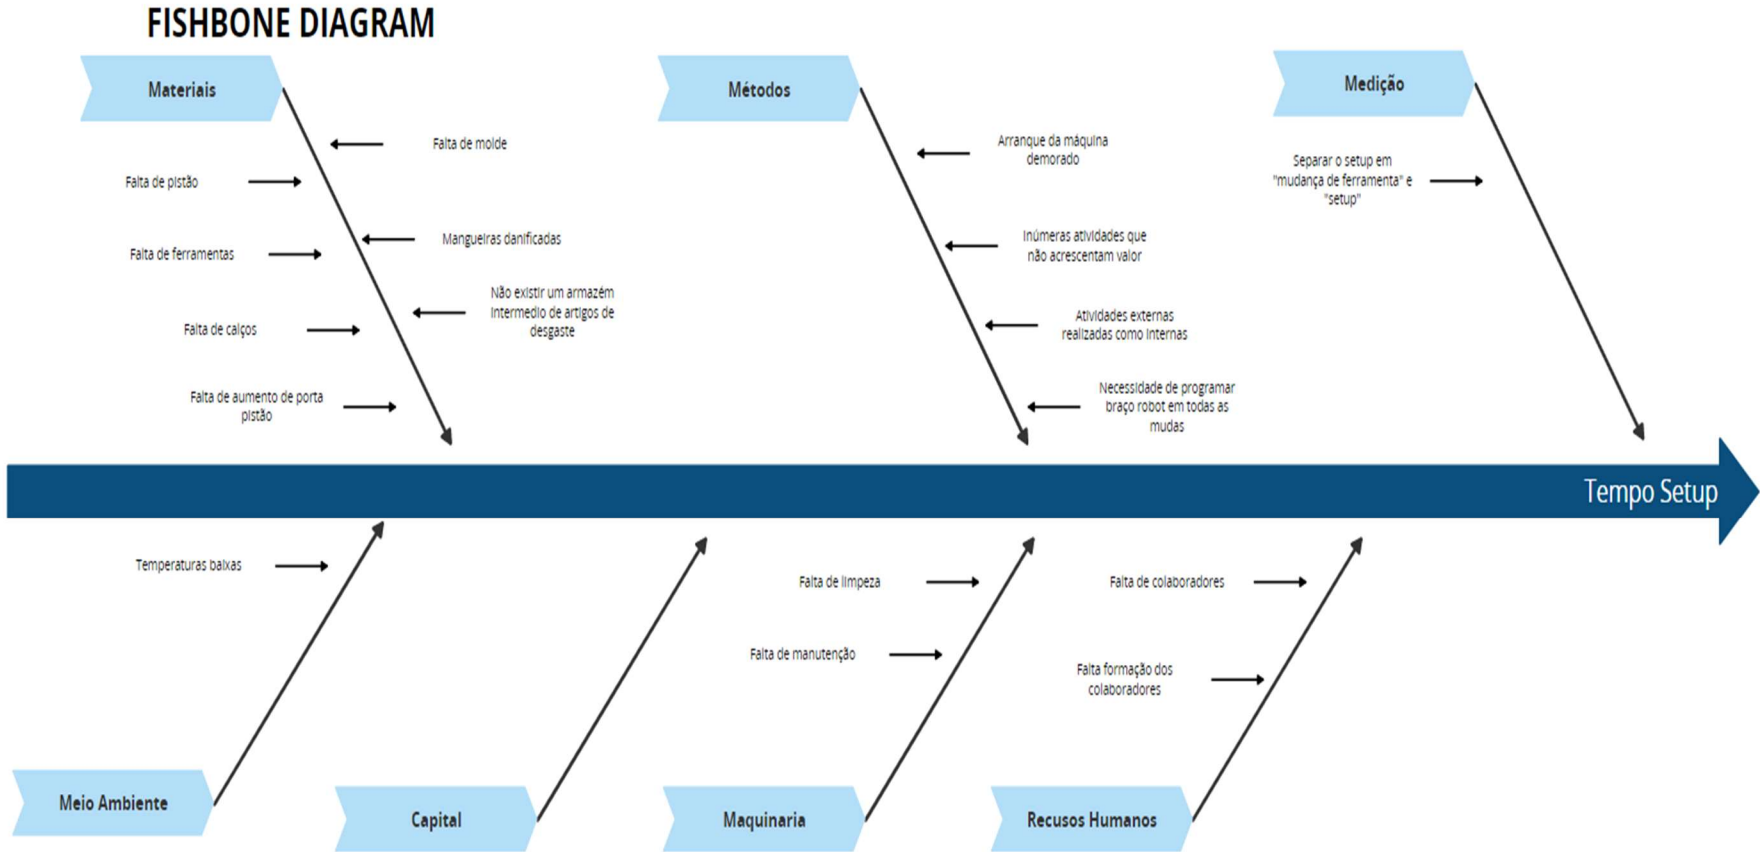 FISHBONE DIAGRAM
Materiais
Falta de molde
Falta de pistão
Mangueiras danificadas
Falta de ferramentas
Não existir um armazém
intermedio de artigos de
desgaste
Falta de calços
Falta de aumento de porta
pistão
Métodos
Arranque da máquina
demorado
Inúmeras atividades que
não acrescentam valor
Atividades externas
realizadas como internas
Necessidade de programar
braço robot em todas as
mudas
Medição
Separar o setup em
"mudança de ferramenta" e
"setup"
Tempo Setup
Temperaturas baixas
Meio Ambiente
Capital
Falta de limpeza
Falta de manutenção
Maquinaria
Falta de colaboradores
Falta formação dos
colaboradores
Recusos Humanos